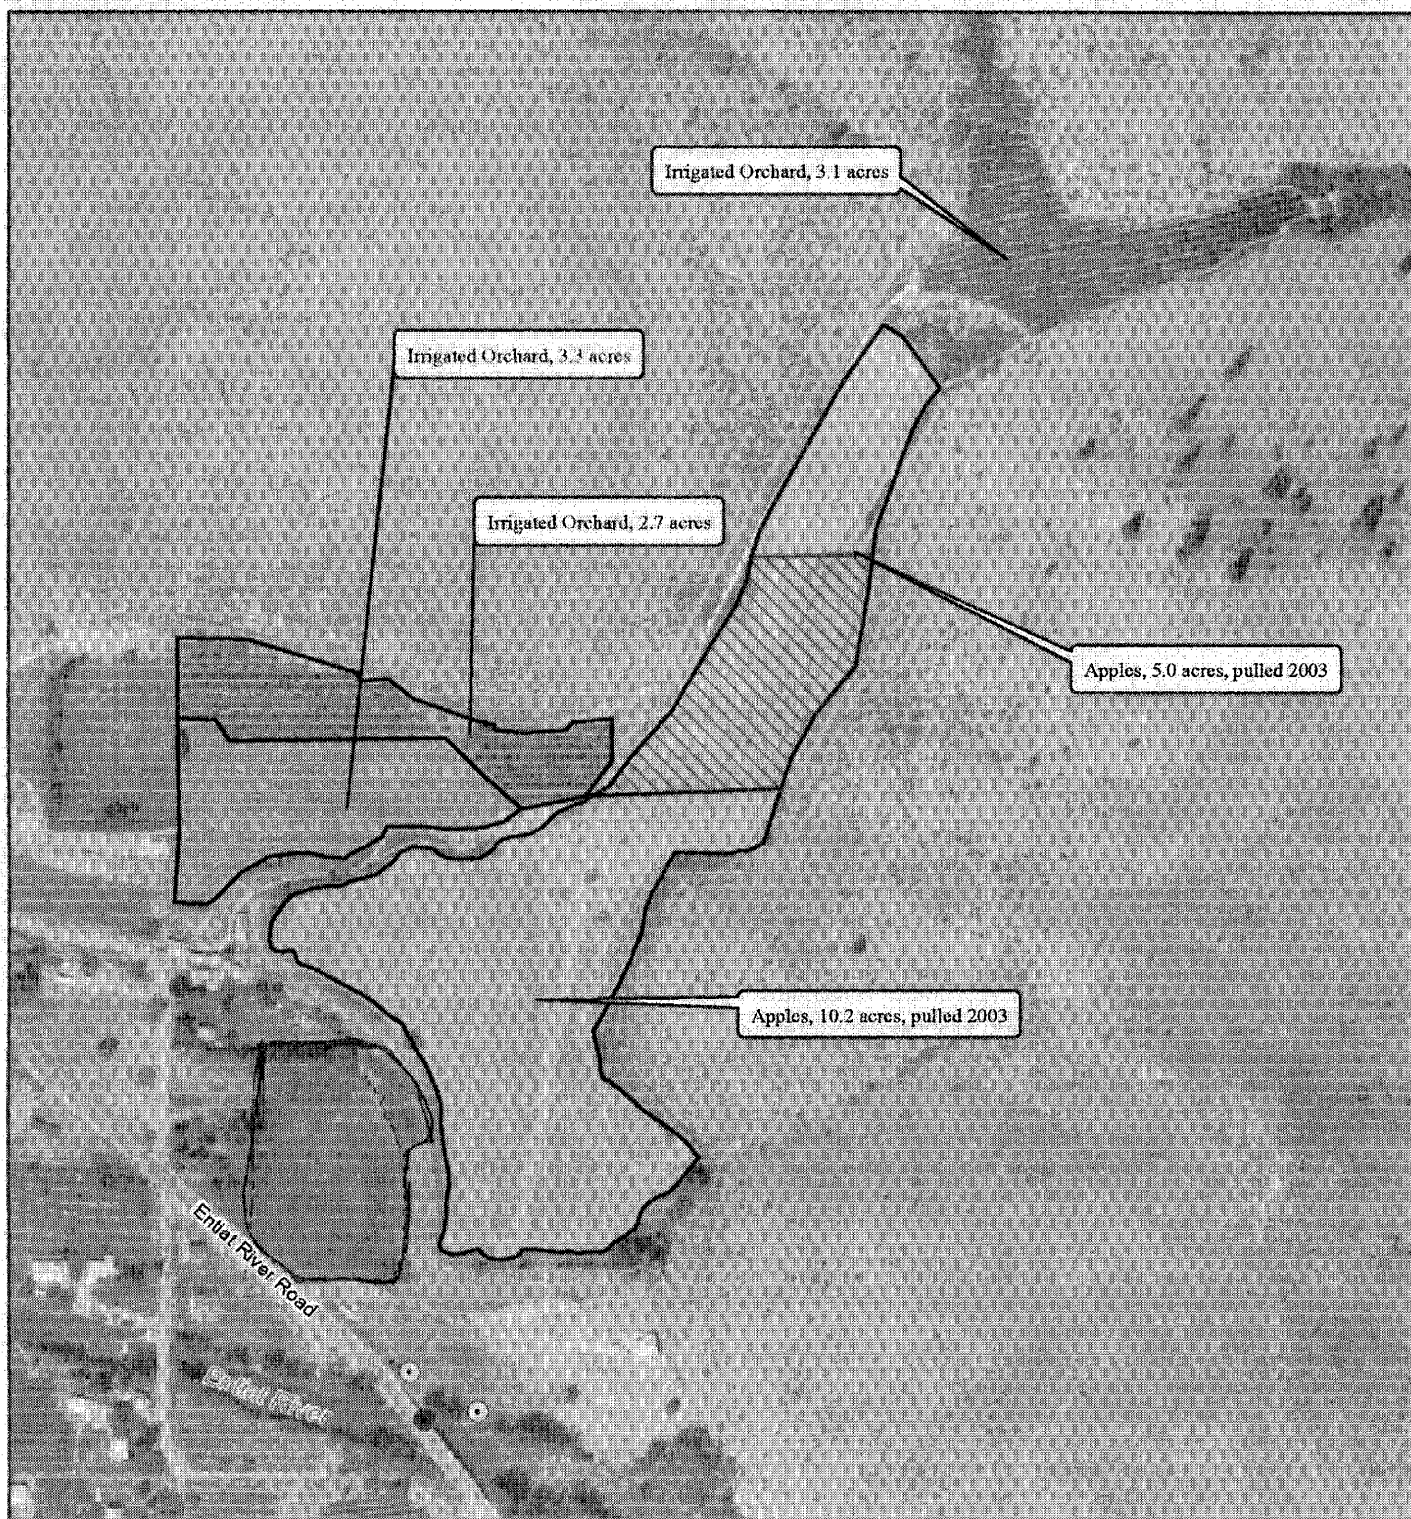 Irrigated Orchard, 3.1 acres
Irrigated Orchard, 3.3 acres
Irrigated Orchard, 2.7 acres
Apples, 5.0 acres, pulled 2003
Apples, 10.2 acres, pulled 2003
Entiat River Road
Entiat River